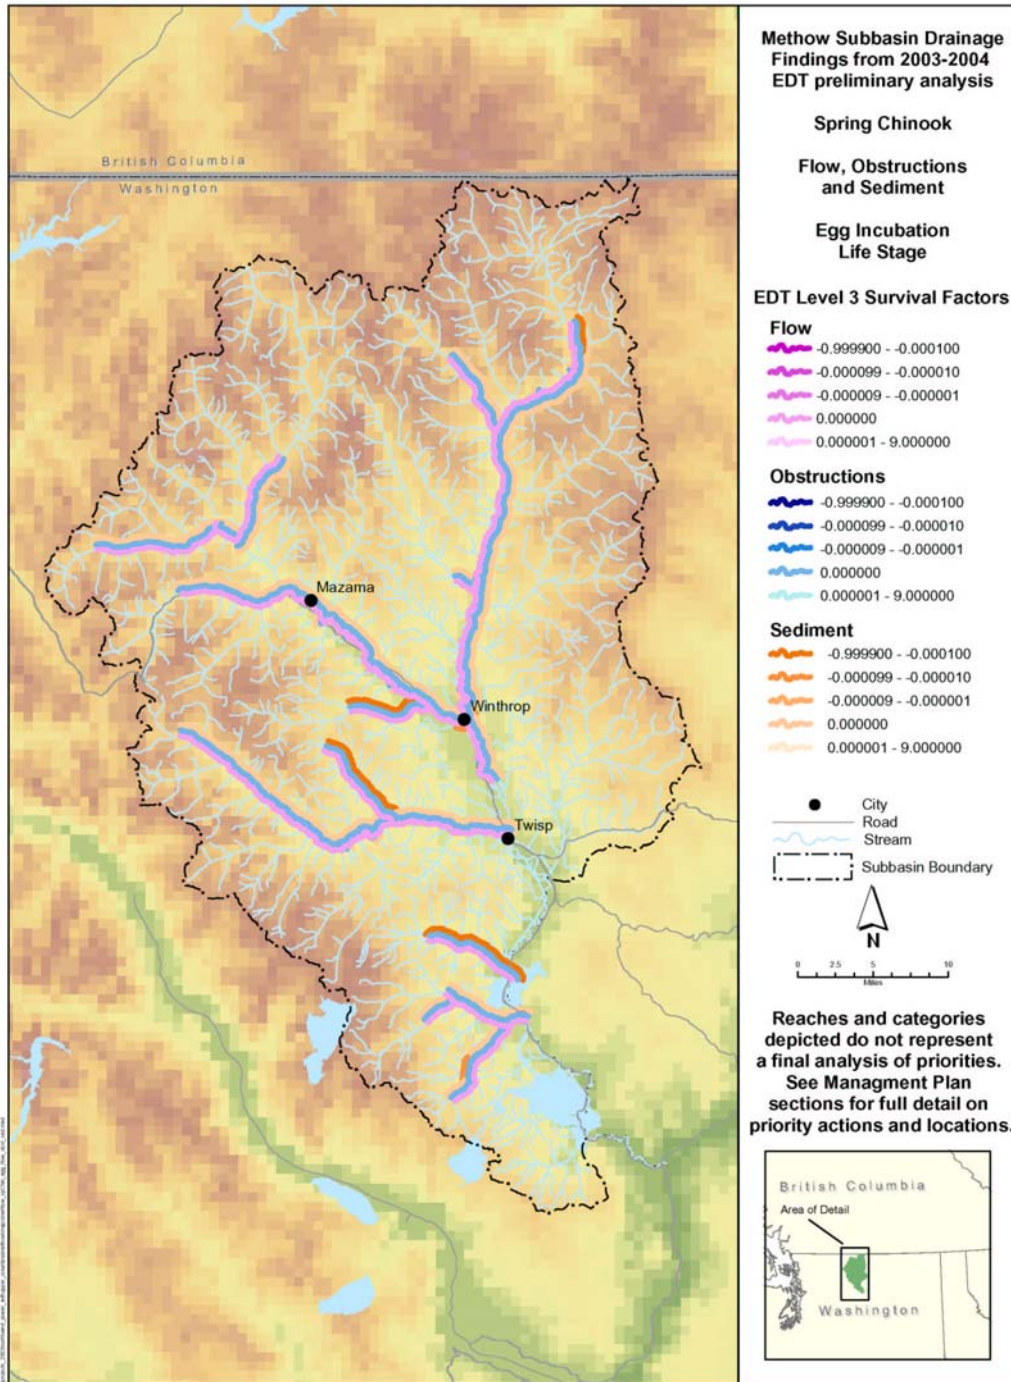 British Columbia
Washington
Mazama
Winthrop
Twisp
Methow Subbasin Drainage
Findings from 2003-2004
EDT preliminary analysis
Spring Chinook
Flow, Obstructions
and Sediment
Egg Incubation
Life Stage
EDT Level 3 Survival Factors
Flow
-0.999900 - -0.000100
-0.000099 - -0.000010
-0.000009 - -0.000001
0.000000
0.000001 - 9.000000
Obstructions
-0.999900 - -0.000100
-0.000099 - -0.000010
-0.000009 - -0.000001
0.000000
0.000001 - 9.000000
Sediment
-0.999900 - -0.000100
-0.000099 - -0.000010
-0.000009 - -0.000001
0.000000
0.000001 - 9.000000
City
Road
Stream
Subbasin Boundary
N
0 2.5 5 10
Miles
Reaches and categories
depicted do not represent
a final analysis of priorities.
See Managment Plan
sections for full detail on
priority actions and locations.
British Columbia
Area of Detail
Washington